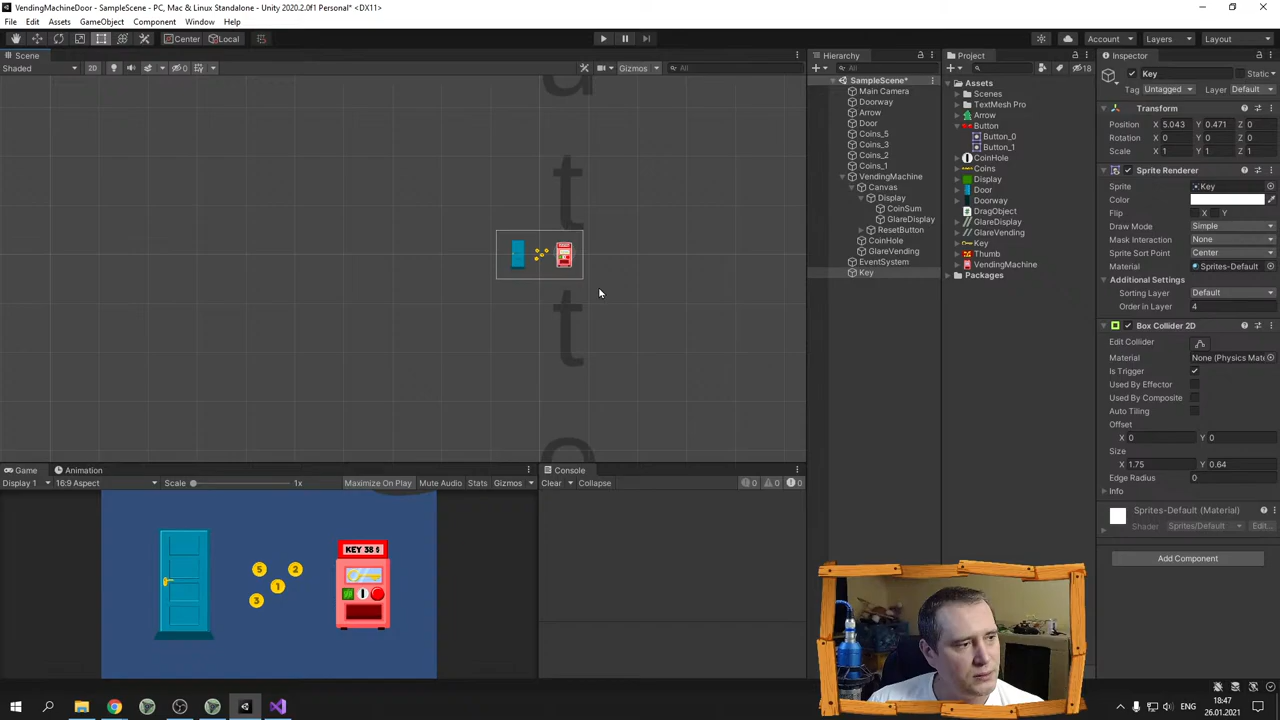 VendingMachineDoor - SampleScene - PC, Mac & Linux Standalone - Unity 2020.2.0f1 Personal* <DX11>
File Edit Assets GameObject Component Window Help
Center Local
Account Layers Layout
Scene
Shaded 2D 0 Gizmos All
u
t
t
o
Hierarchy
All
SampleScene*
Main Camera
Doorway
Arrow
Door
Coins_5
Coins_3
Coins_2
Coins_1
VendingMachine
Canvas
Display
CoinSum
GlareDisplay
ResetButton
CoinHole
GlareVending
EventSystem
Key
Project
18
Assets
Scenes
TextMesh Pro
Arrow
Button
Button_0
Button_1
CoinHole
Coins
Display
Door
Doorway
DragObject
GlareDisplay
GlareVending
Key
Thumb
VendingMachine
Packages
Inspector
Key Static
Tag Untagged Layer Default
Transform
Position X 5.043 Y 0.471 Z 0
Rotation X 0 Y 0 Z 0
Scale X 1 Y 1 Z 1
Sprite Renderer
Sprite Key
Color
Flip X Y
Draw Mode Simple
Mask Interaction None
Sprite Sort Point Center
Material Sprites-Default
Additional Settings
Sorting Layer Default
Order in Layer 4
Box Collider 2D
Edit Collider
Material None (Physics Mat
Is Trigger
Used By Effector
Used By Composite
Auto Tiling
Offset
X 0 Y 0
Size
X 1.75 Y 0.64
Edge Radius 0
Info
Sprites-Default (Material)
Shader Sprites/Default Edit...
Add Component
Game Animation
Display 1 16:9 Aspect Scale 1x Maximize On Play Mute Audio Stats Gizmos
KEY 38 $
5 2
1
3
Console
Clear Collapse 0 0 0
18:47
26.01.2021